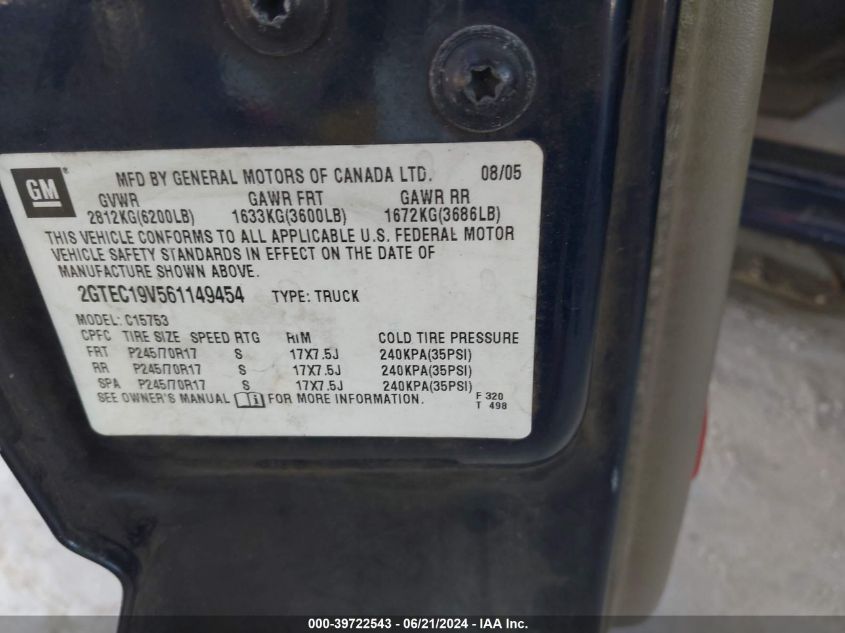 GM ®
MFD BY GENERAL MOTORS OF CANADA LTD. 08/05
GVWR GAWR FRT GAWR RR
2812KG(6200LB) 1633KG(3600LB) 1672KG(3686LB)
THIS VEHICLE CONFORMS TO ALL APPLICABLE U.S. FEDERAL MOTOR
VEHICLE SAFETY STANDARDS IN EFFECT ON THE DATE OF
MANUFACTURE SHOWN ABOVE.
2GTEC19V561149454 TYPE: TRUCK
MODEL: C15753
CPFC TIRE SIZE SPEED RTG RIM COLD TIRE PRESSURE
FRT P245/70R17 S 17X7.5J 240KPA(35PSI)
RR P245/70R17 S 17X7.5J 240KPA(35PSI)
SPA P245/70R17 S 17X7.5J 240KPA(35PSI)
SEE OWNER'S MANUAL i FOR MORE INFORMATION. F 320
T 498
000-39722543 - 06/21/2024 - IAA Inc.